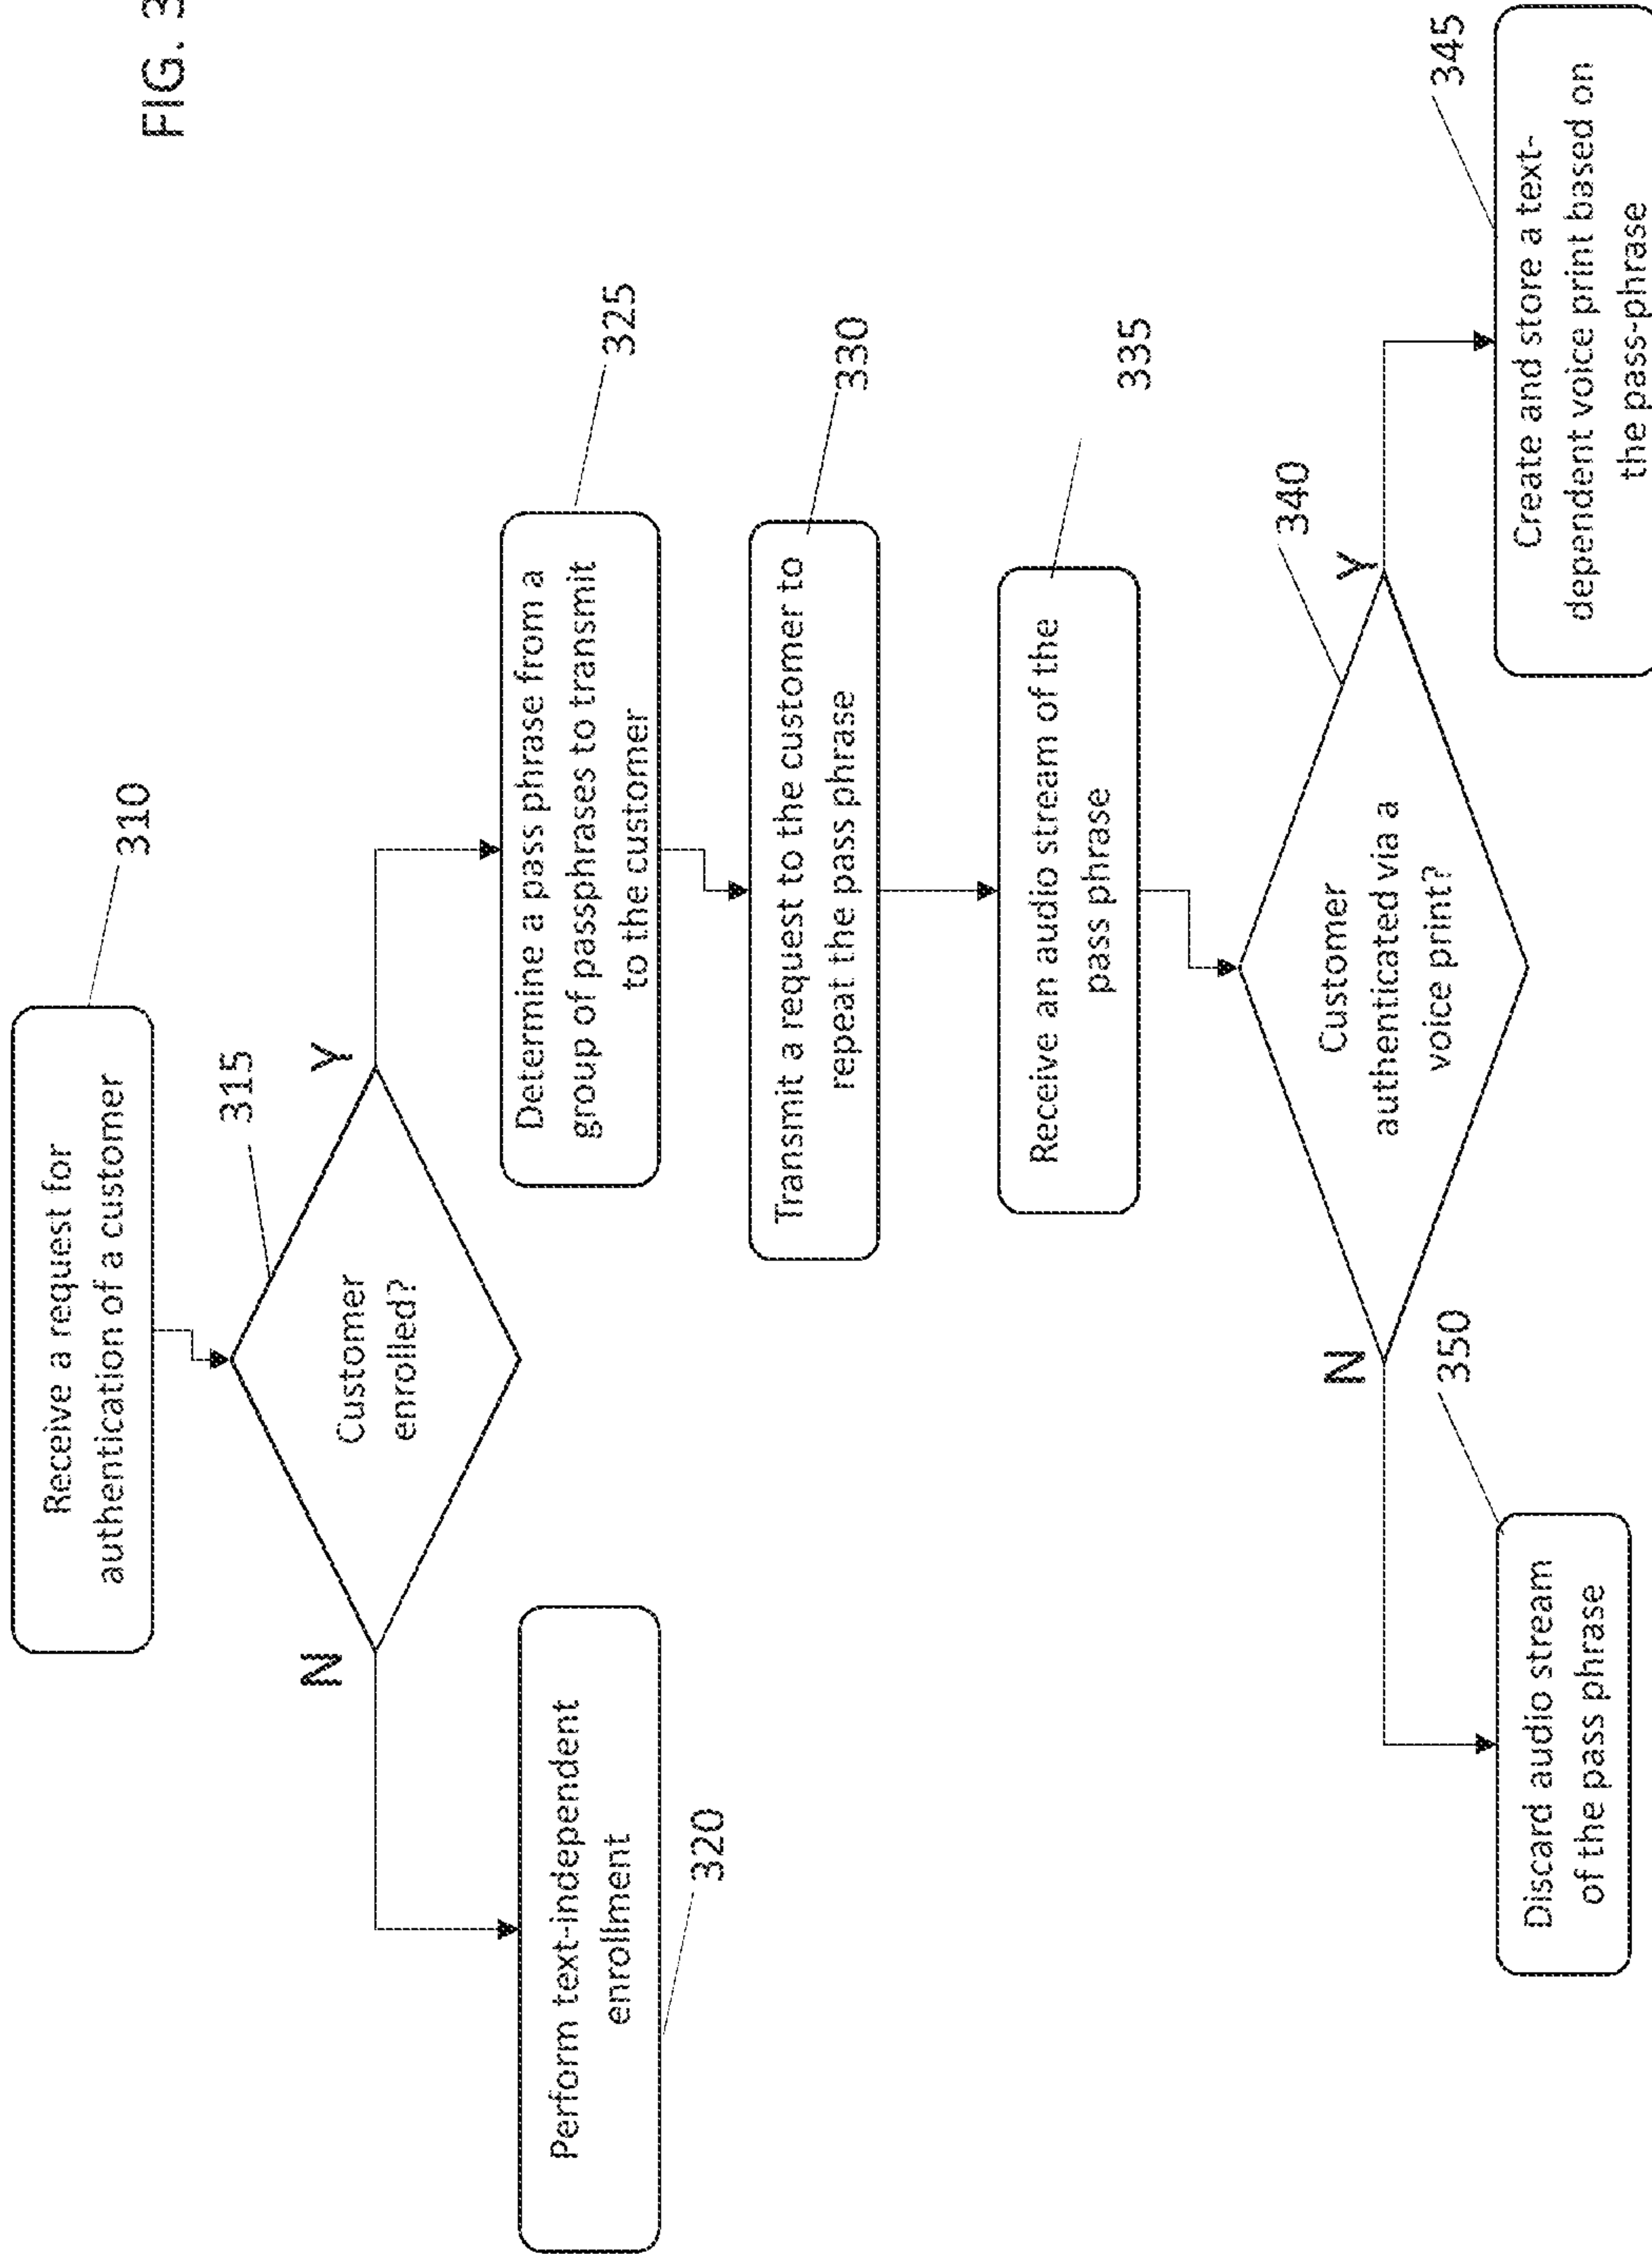 FIG. 3
Receive a request for
authentication of a customer
310
315
Customer
enrolled?
N
Y
Perform text-independent
enrollment
320
Determine a pass phrase from a
group of passphrases to transmit
to the customer
325
Transmit a request to the customer to
repeat the pass phrase
330
Receive an audio stream of the
pass phrase
335
340
Customer
authenticated via a
voice print?
N
Y
350
Discard audio stream
of the pass phrase
345
Create and store a text-
dependent voice print based on
the pass-phrase